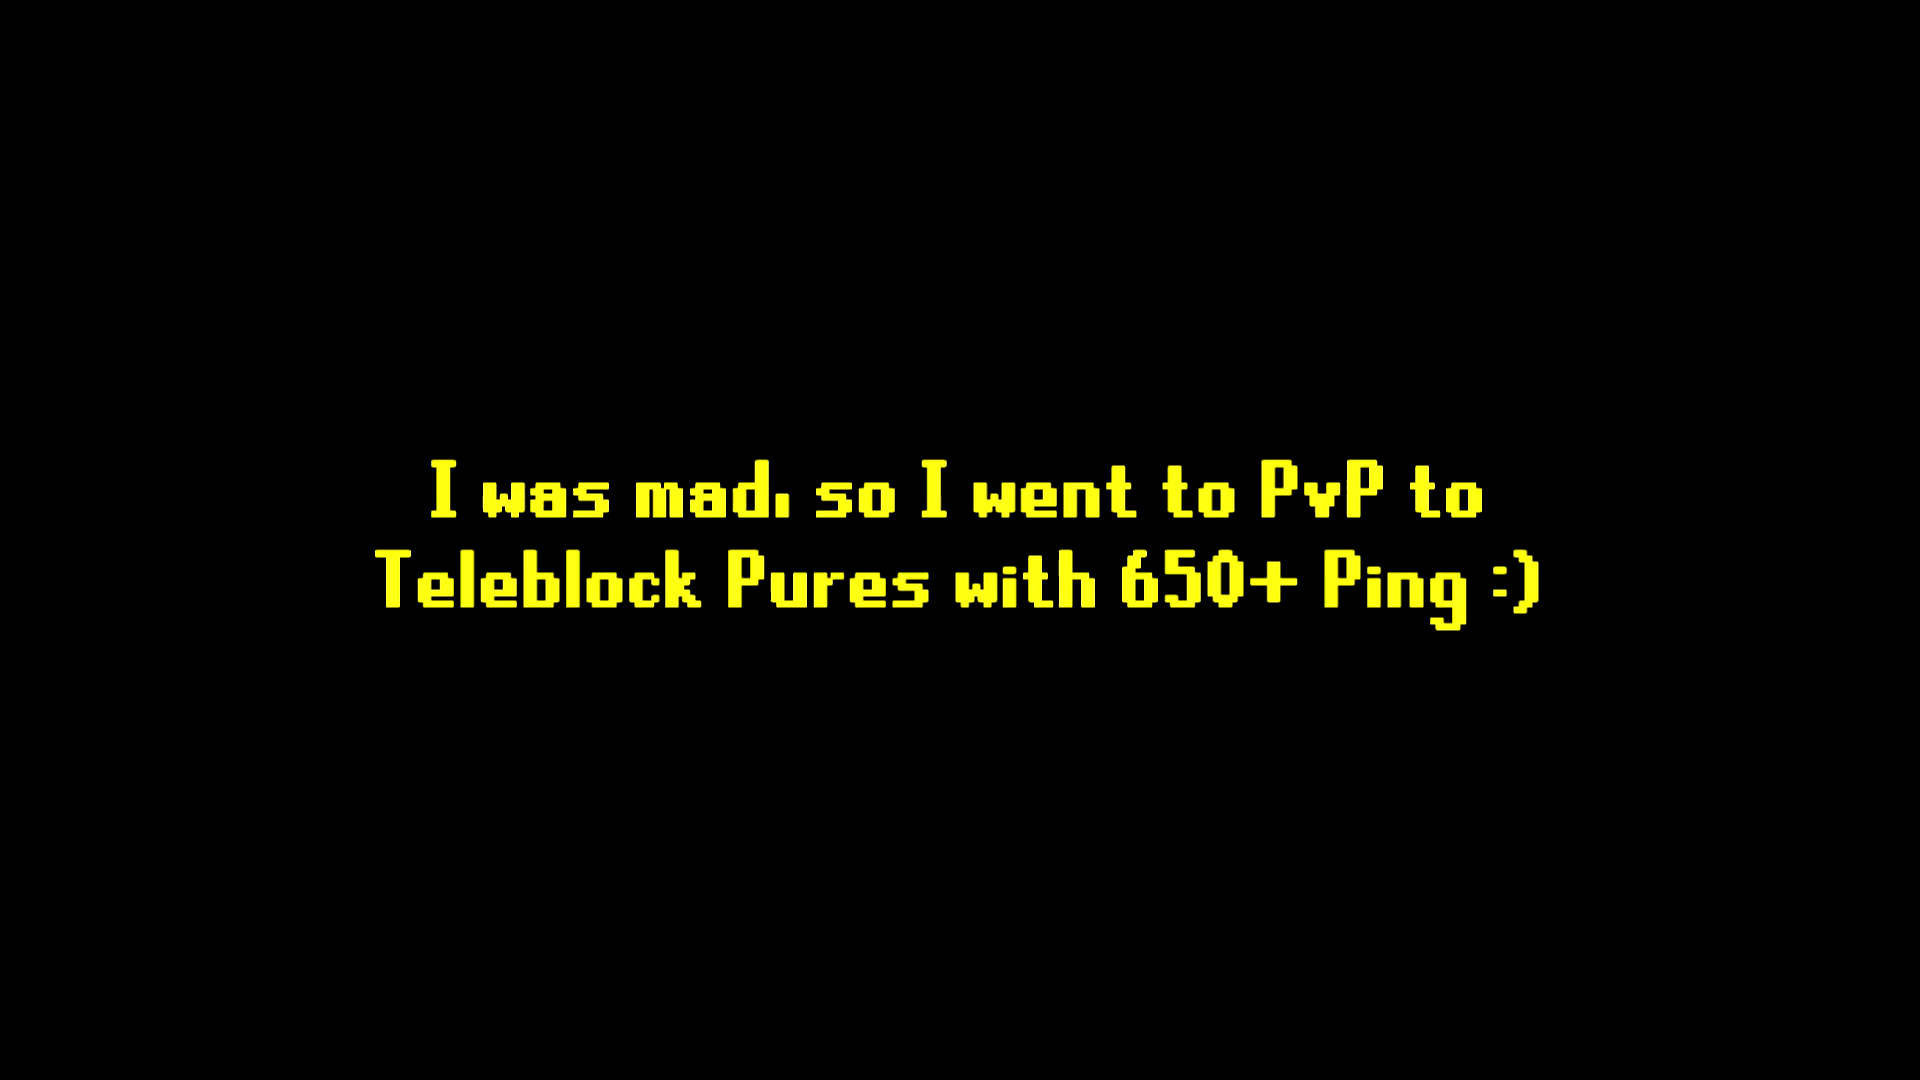 I was mad, so I went to PvP to
Teleblock Pures with 650+ Ping :)